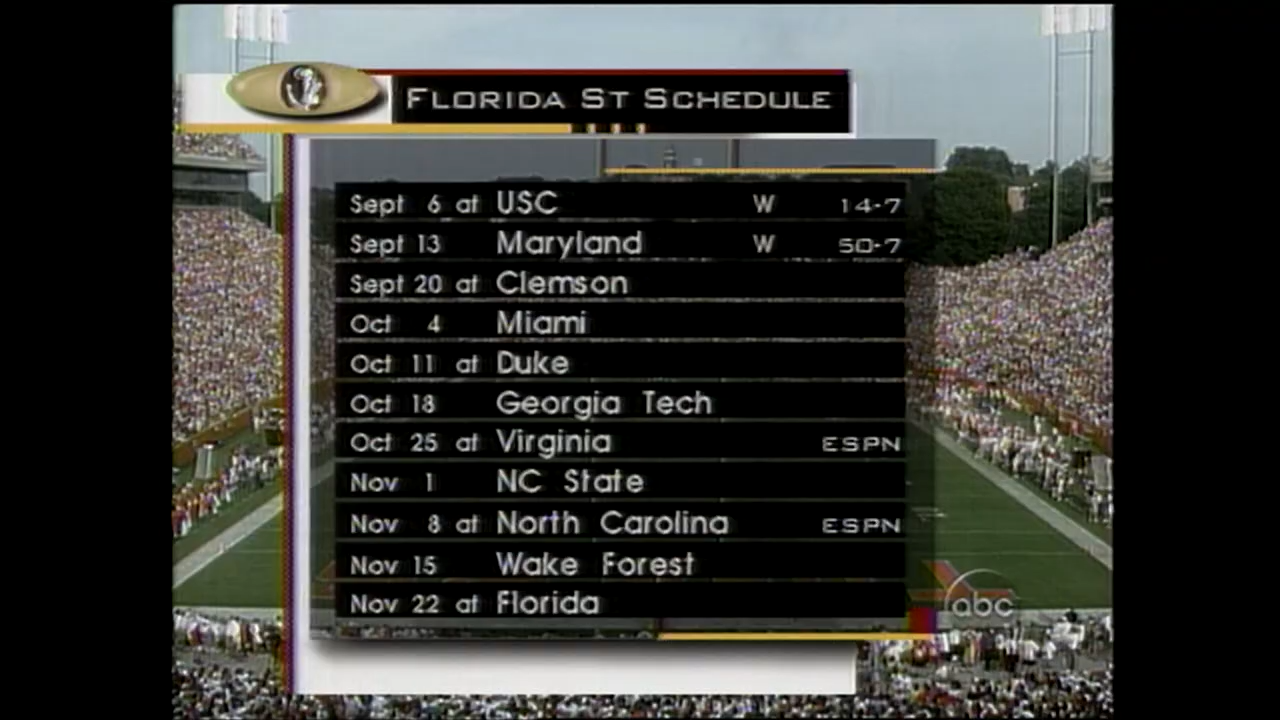 FLORIDA ST SCHEDULE
Sept 6 at USC W 14-7
Sept 13 Maryland W 50-7
Sept 20 at Clemson
Oct 4 Miami
Oct 11 at Duke
Oct 18 Georgia Tech
Oct 25 at Virginia ESPN
Nov 1 NC State
Nov 8 at North Carolina ESPN
Nov 15 Wake Forest
Nov 22 at Florida
abc